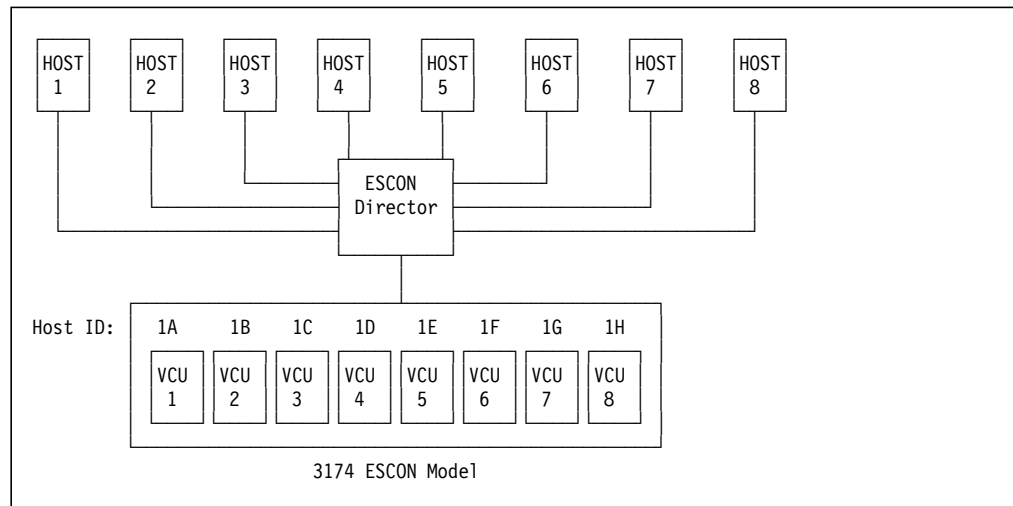 HOST HOST HOST HOST HOST HOST HOST HOST
1 2 3 4 5 6 7 8
ESCON
Director
Host ID: 1A 1B 1C 1D 1E 1F 1G 1H
VCU VCU VCU VCU VCU VCU VCU VCU
1 2 3 4 5 6 7 8
3174 ESCON Model